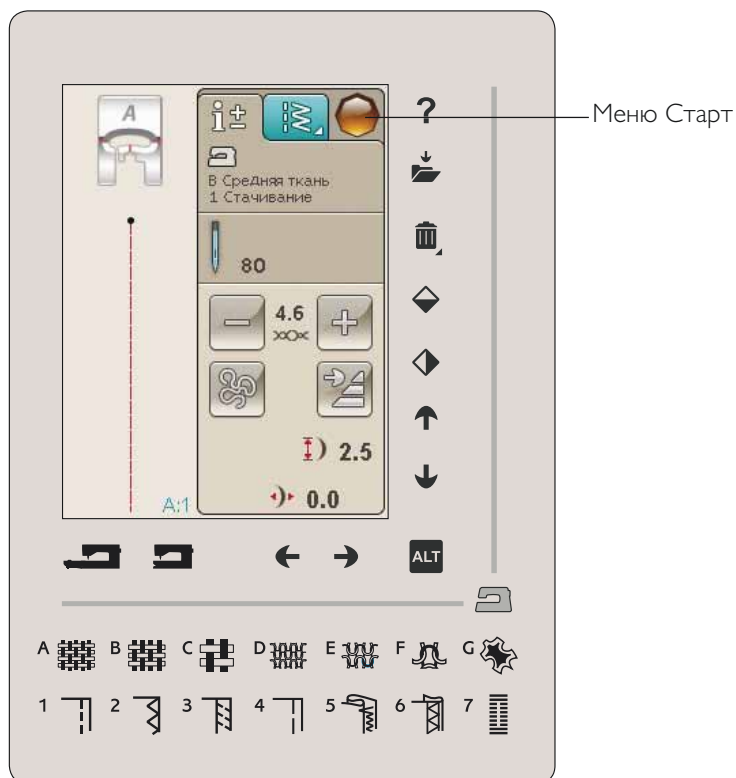 Меню Старт
A
i±
?
B Средняя ткань
1 Стачивание
80
4.6
2.5
A:1
0.0
ALT
A B C D E F G
1 2 3 4 5 6 7